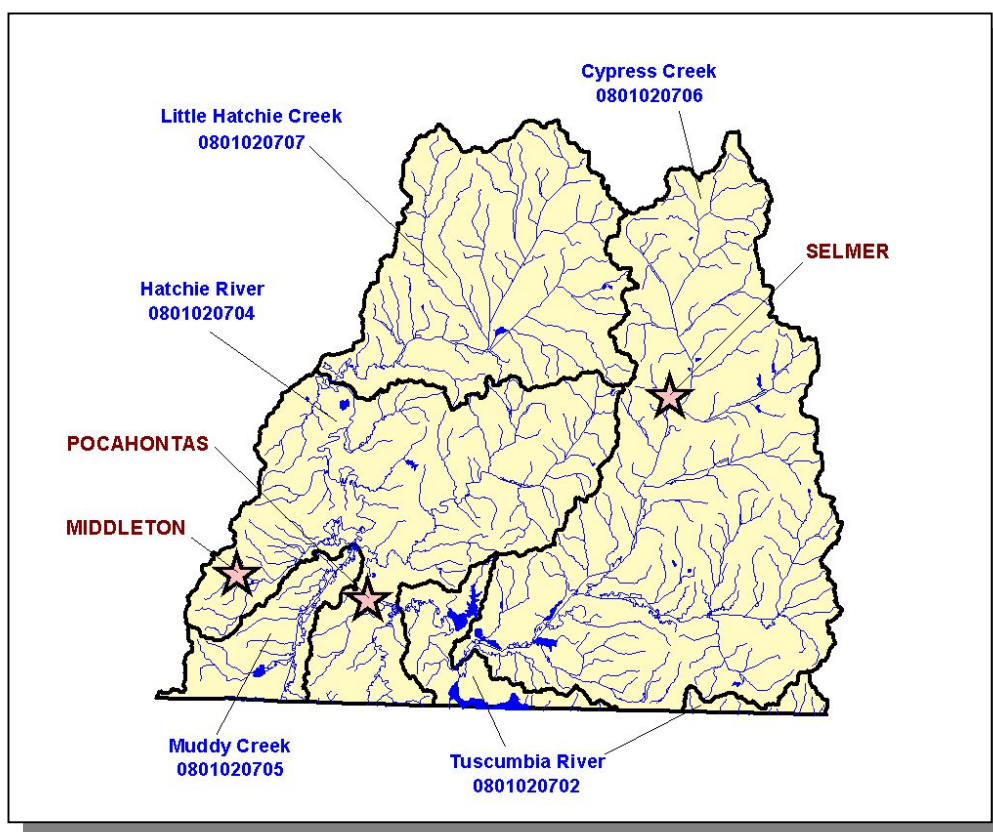 Cypress Creek
0801020706
Little Hatchie Creek
0801020707
SELMER
Hatchie River
0801020704
POCAHONTAS
MIDDLETON
Muddy Creek
0801020705
Tuscumbia River
0801020702